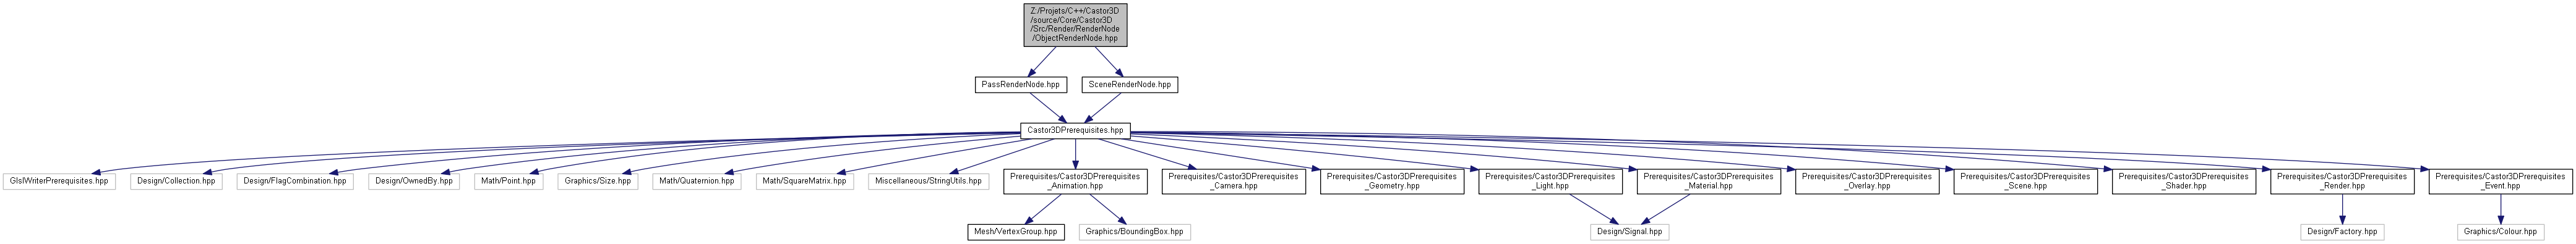 Z:/Projets/C++/Castor3D
/source/Core/Castor3D
/Src/Render/RenderNode
/ObjectRenderNode.hpp
PassRenderNode.hpp
SceneRenderNode.hpp
Castor3DPrerequisites.hpp
GlslWriterPrerequisites.hpp
Design/Collection.hpp
Design/FlagCombination.hpp
Design/OwnedBy.hpp
Math/Point.hpp
Graphics/Size.hpp
Math/Quaternion.hpp
Math/SquareMatrix.hpp
Miscellaneous/StringUtils.hpp
Prerequisites/Castor3DPrerequisites
_Animation.hpp
Prerequisites/Castor3DPrerequisites
_Camera.hpp
Prerequisites/Castor3DPrerequisites
_Geometry.hpp
Prerequisites/Castor3DPrerequisites
_Light.hpp
Prerequisites/Castor3DPrerequisites
_Material.hpp
Prerequisites/Castor3DPrerequisites
_Overlay.hpp
Prerequisites/Castor3DPrerequisites
_Scene.hpp
Prerequisites/Castor3DPrerequisites
_Shader.hpp
Prerequisites/Castor3DPrerequisites
_Render.hpp
Prerequisites/Castor3DPrerequisites
_Event.hpp
Mesh/VertexGroup.hpp
Graphics/BoundingBox.hpp
Design/Signal.hpp
Design/Factory.hpp
Graphics/Colour.hpp